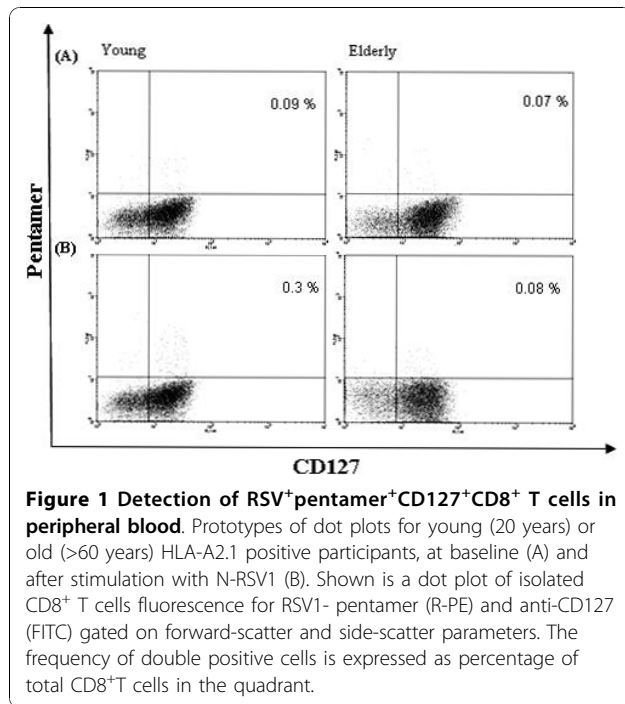 (A) Young Elderly
0.09 % 0.07 %
Pentamer
(B)
0.3 % 0.08 %
CD127
Figure 1 Detection of RSV+pentamer+CD127+CD8+ T cells in
peripheral blood. Prototypes of dot plots for young (20 years) or
old (>60 years) HLA-A2.1 positive participants, at baseline (A) and
after stimulation with N-RSV1 (B). Shown is a dot plot of isolated
CD8+ T cells fluorescence for RSV1- pentamer (R-PE) and anti-CD127
(FITC) gated on forward-scatter and side-scatter parameters. The
frequency of double positive cells is expressed as percentage of
total CD8+T cells in the quadrant.